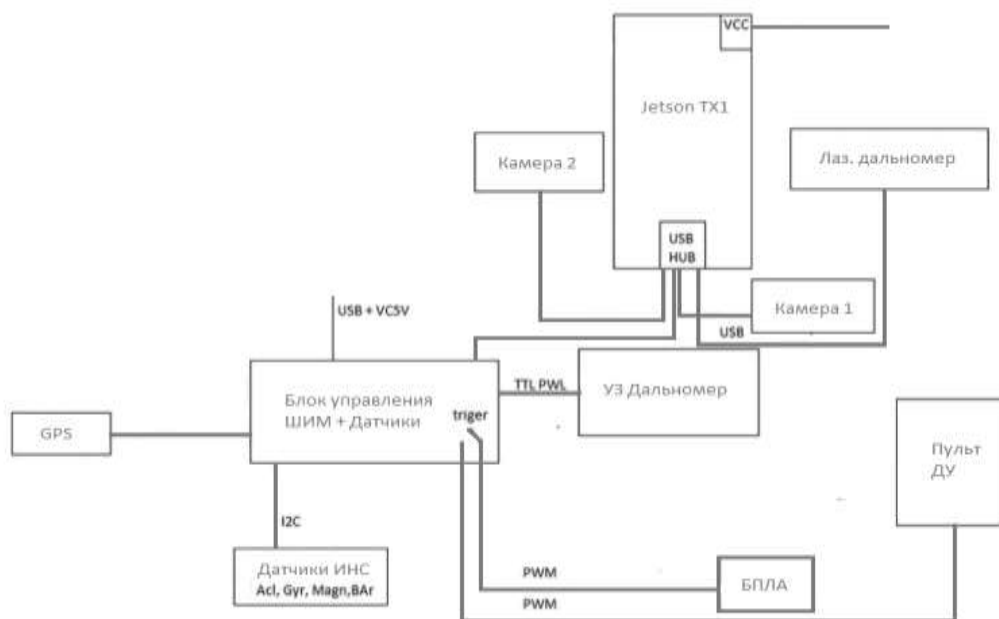 VCC
Jetson TX1
Камера 2
Лаз. дальномер
USB
HUB
Камера 1
USB
USB + VC5V
Блок управления
ШИМ + Датчики
triger
TTL PWL
УЗ Дальномер
GPS
Пульт
ДУ
I2C
Датчики ИНС
Acl, Gyr, Magn,BAr
PWM
БПЛА
PWM